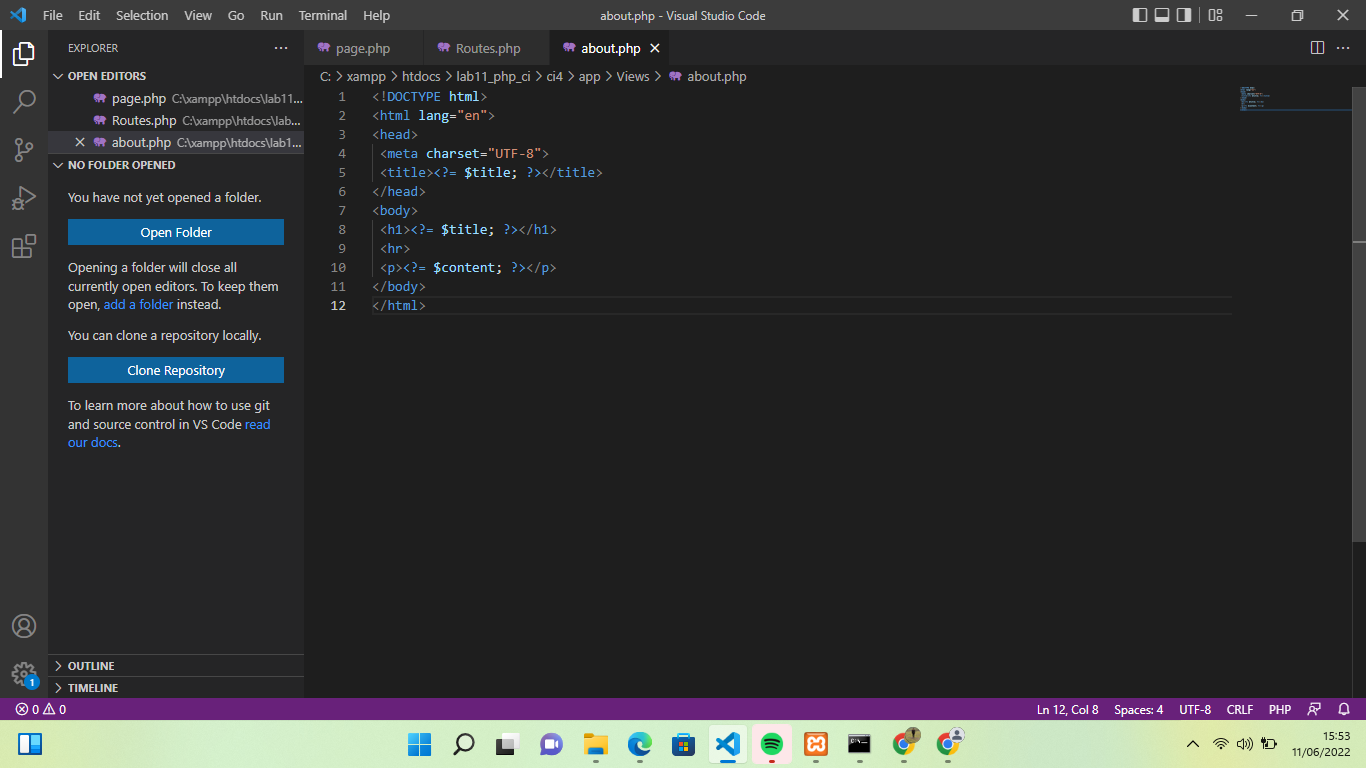 File Edit Selection View Go Run Terminal Help
about.php - Visual Studio Code
EXPLORER
OPEN EDITORS
page.php C:\xampp\htdocs\lab11...
Routes.php C:\xampp\htdocs\lab...
about.php C:\xampp\htdocs\lab1...
NO FOLDER OPENED
You have not yet opened a folder.
Open Folder
Opening a folder will close all
currently open editors. To keep them
open, add a folder instead.
You can clone a repository locally.
Clone Repository
To learn more about how to use git
and source control in VS Code read
our docs.
OUTLINE
TIMELINE
page.php Routes.php about.php
C: > xampp > htdocs > lab11_php_ci > ci4 > app > Views > about.php
1 <!DOCTYPE html>
2 <html lang="en">
3 <head>
4 <meta charset="UTF-8">
5 <title><?= $title; ?></title>
6 </head>
7 <body>
8 <h1><?= $title; ?></h1>
9 <hr>
10 <p><?= $content; ?></p>
11 </body>
12 </html>
1
0 0
Ln 12, Col 8 Spaces: 4 UTF-8 CRLF PHP
15:53
11/06/2022